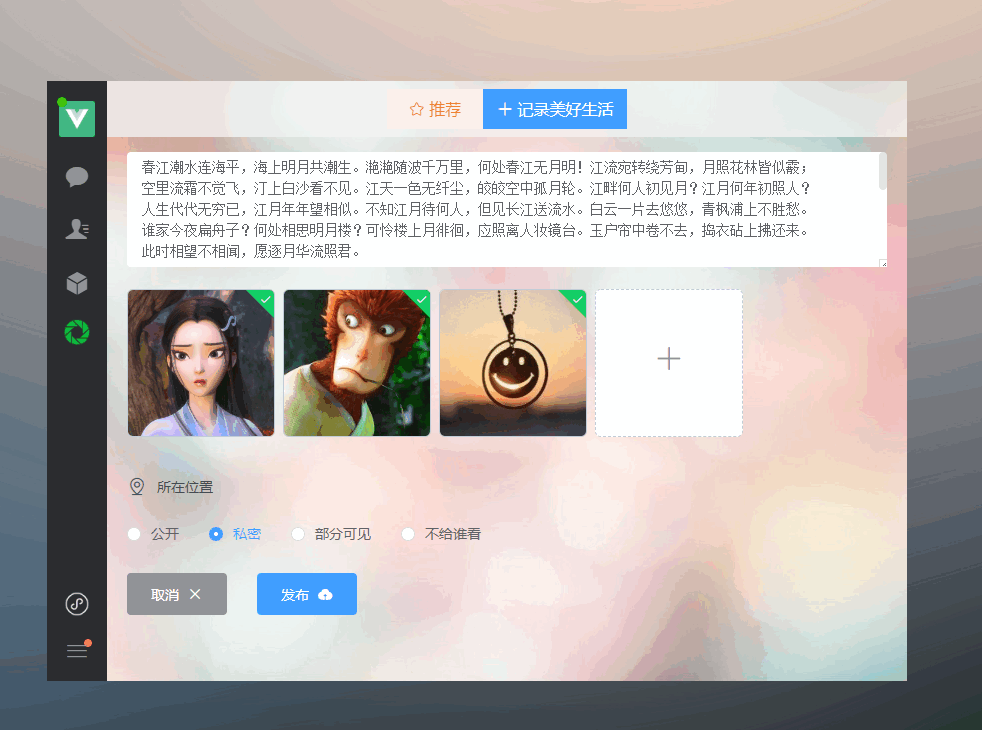 推荐
记录美好生活
春江潮水连海平，海上明月共潮生。滟滟随波千万里，何处春江无月明！江流宛转绕芳甸，月照花林皆似霰；
空里流霜不觉飞，汀上白沙看不见。江天一色无纤尘，皎皎空中孤月轮。江畔何人初见月？江月何年初照人？
人生代代无穷已，江月年年望相似。不知江月待何人，但见长江送流水。白云一片去悠悠，青枫浦上不胜愁。
谁家今夜扁舟子？何处相思明月楼？可怜楼上月徘徊，应照离人妆镜台。玉户帘中卷不去，捣衣砧上拂还来。
此时相望不相闻，愿逐月华流照君。
所在位置
公开 私密 部分可见 不给谁看
取消 发布